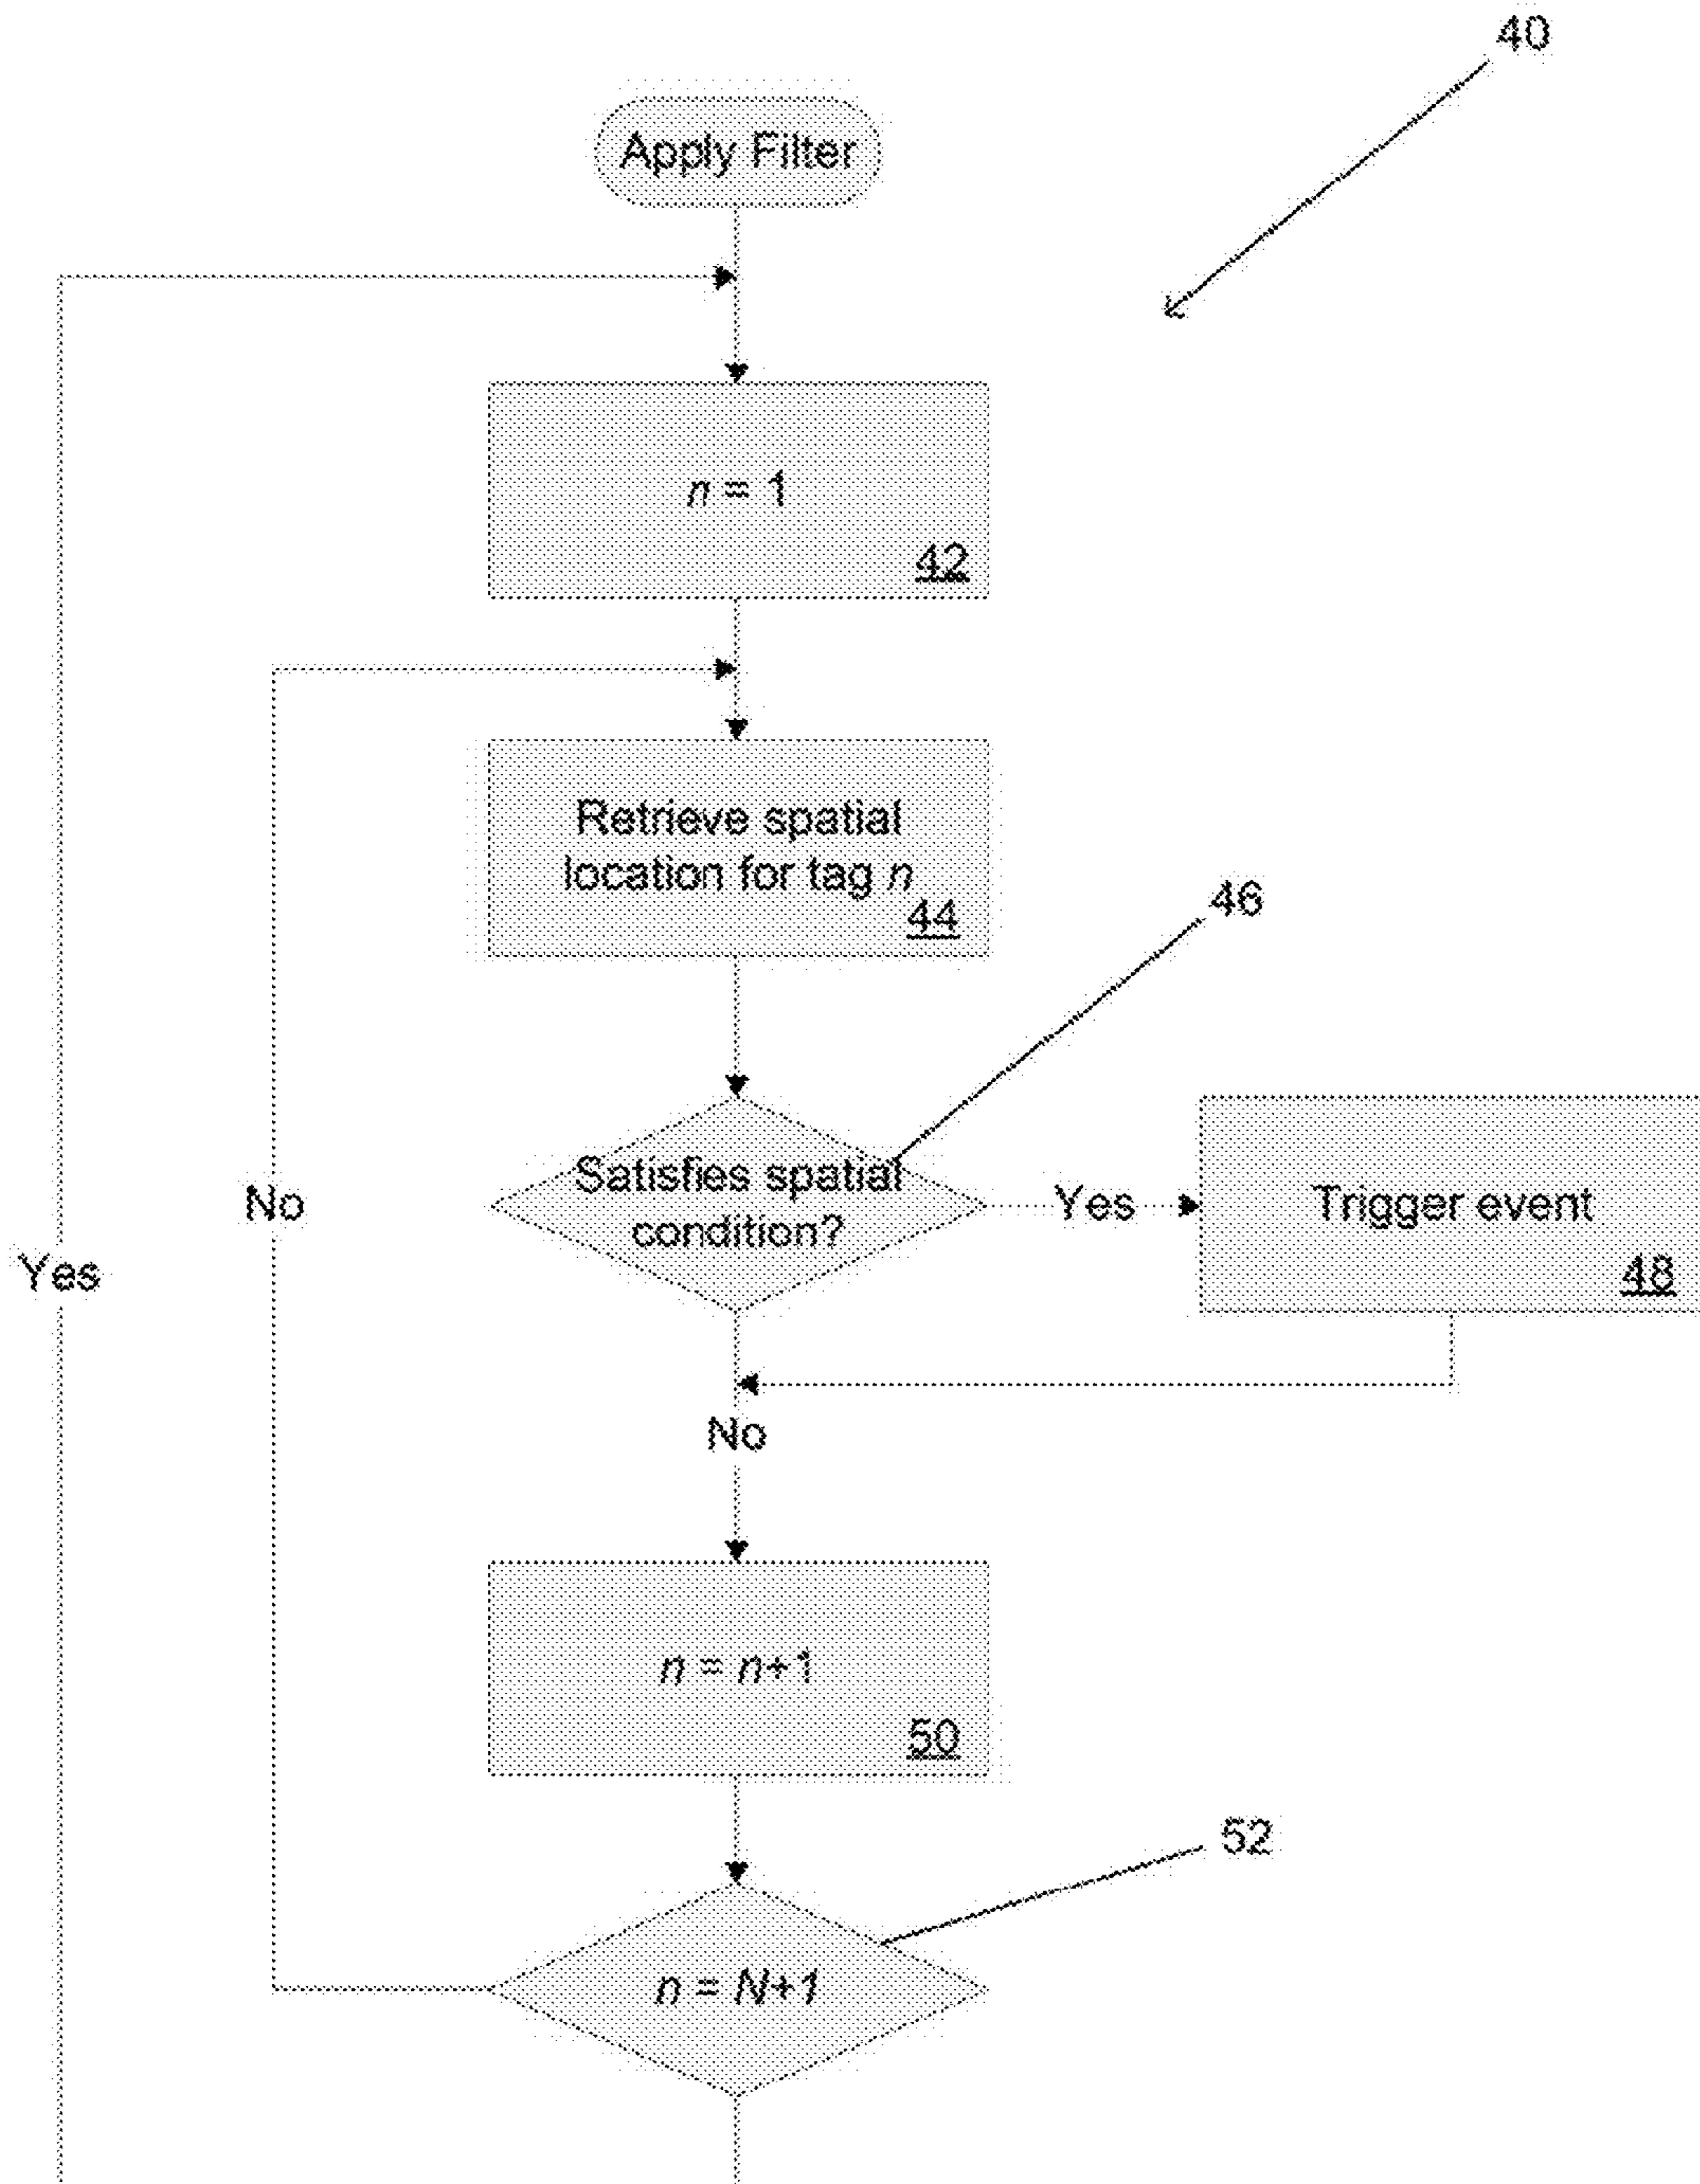 40
Apply Filter
n = 1
42
Retrieve spatial
location for tag n
44
46
Satisfies spatial
condition?
Yes
Trigger event
48
No
Yes
No
n = n+1
50
52
n = N+1